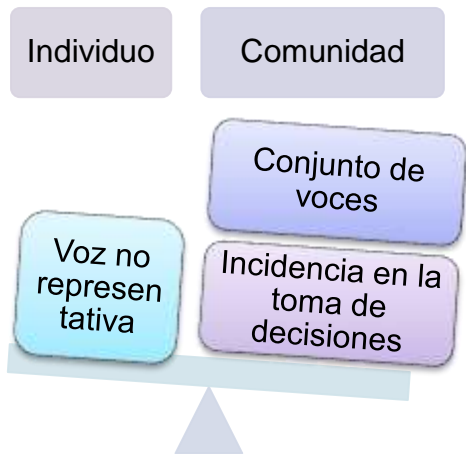 Individuo
Comunidad
Conjunto de
voces
Voz no
represen
tativa
Incidencia en la
toma de
decisiones